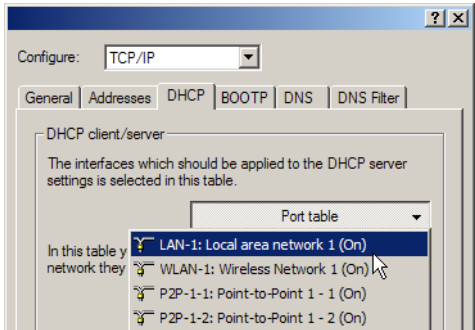 ? X
Configure: TCP/IP
General Addresses DHCP BOOTP DNS DNS Filter
DHCP client/server
The interfaces which should be applied to the DHCP server
settings is selected in this table.
Port table
In this table y
network they
LAN-1: Local area network 1 (On)
WLAN-1: Wireless Network 1 (On)
P2P-1-1: Point-to-Point 1 - 1 (On)
P2P-1-2: Point-to-Point 1 - 2 (On)